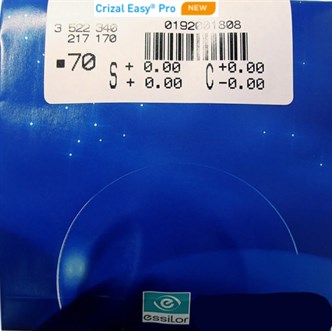 Crizal Easy® Pro NEW
3 522 340 0192001808
217 170
70 S + 0.00 C +0.00
+ 0.00 -0.00
essilor